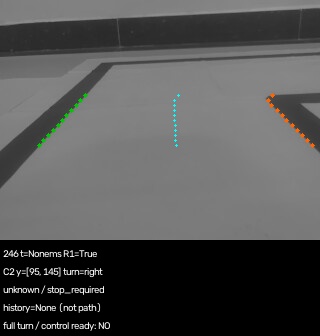 246 t=Nonems R1=True
C2 y=[95, 145] turn=right
unknown / stop_required
history=None (not path)
full turn / control ready: NO